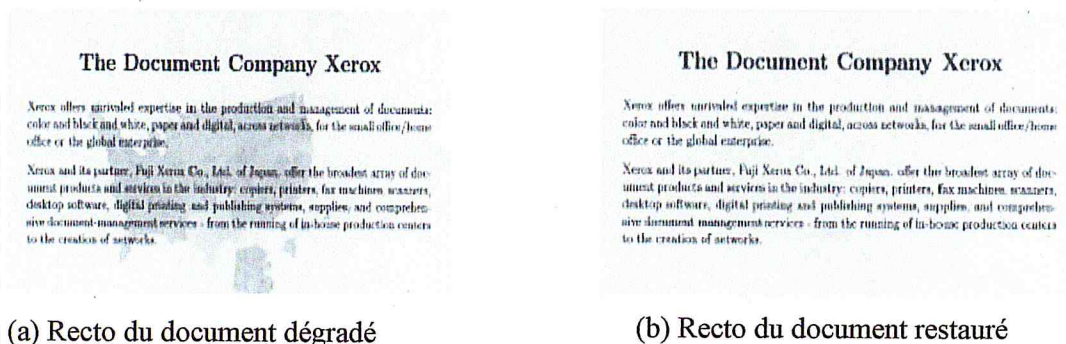 The Document Company Xerox
Xerox offers unrivaled expertise in the production and management of documents:
color and black and white, paper and digital, across networks, for the small office/home
office or the global enterprise.
Xerox and its partner, Fuji Xerox Co., Ltd. of Japan, offer the broadest array of doc-
ument products and services in the industry: copiers, printers, fax machines, scanners,
desktop software, digital printing and publishing systems, supplies, and comprehen-
sive document-management services - from the running of in-house production centers
to the creation of networks.
(a) Recto du document dégradé
The Document Company Xerox
Xerox offers unrivaled expertise in the production and management of documents:
color and black and white, paper and digital, across networks, for the small office/home
office or the global enterprise.
Xerox and its partner, Fuji Xerox Co., Ltd. of Japan, offer the broadest array of doc-
ument products and services in the industry: copiers, printers, fax machines, scanners,
desktop software, digital printing and publishing systems, supplies, and comprehen-
sive document management services - from the running of in-house production centers
to the creation of networks.
(b) Recto du document restauré